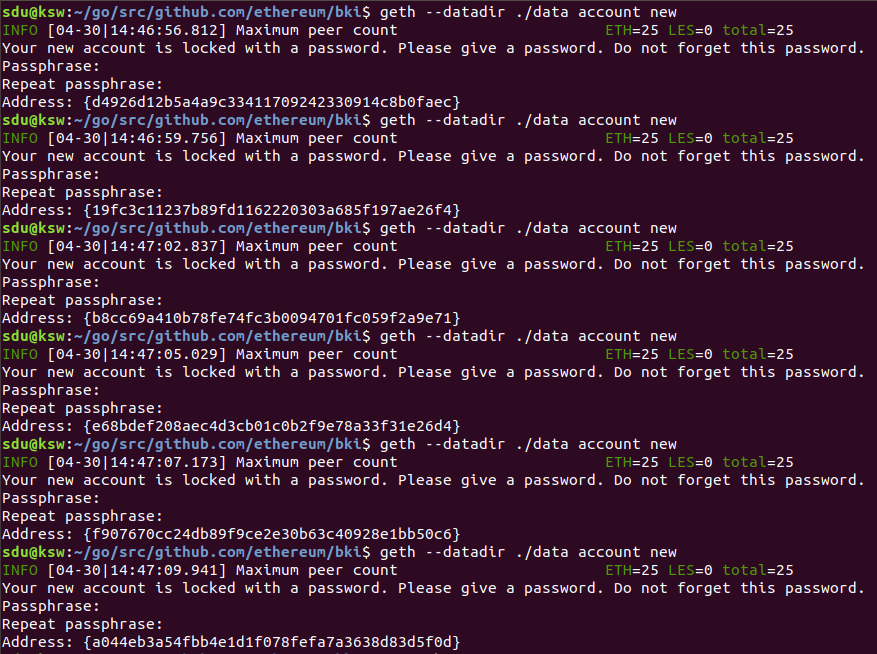 sdu@ksw:~/go/src/github.com/ethereum/bki$ geth --datadir ./data account new
INFO [04-30|14:46:56.812] Maximum peer count                       ETH=25 LES=0 total=25
Your new account is locked with a password. Please give a password. Do not forget this password.
Passphrase:
Repeat passphrase:
Address: {d4926d12b5a4a9c33411709242330914c8b0faec}
sdu@ksw:~/go/src/github.com/ethereum/bki$ geth --datadir ./data account new
INFO [04-30|14:46:59.756] Maximum peer count                       ETH=25 LES=0 total=25
Your new account is locked with a password. Please give a password. Do not forget this password.
Passphrase:
Repeat passphrase:
Address: {19fc3c11237b89fd1162220303a685f197ae26f4}
sdu@ksw:~/go/src/github.com/ethereum/bki$ geth --datadir ./data account new
INFO [04-30|14:47:02.837] Maximum peer count                       ETH=25 LES=0 total=25
Your new account is locked with a password. Please give a password. Do not forget this password.
Passphrase:
Repeat passphrase:
Address: {b8cc69a410b78fe74fc3b0094701fc059f2a9e71}
sdu@ksw:~/go/src/github.com/ethereum/bki$ geth --datadir ./data account new
INFO [04-30|14:47:05.029] Maximum peer count                       ETH=25 LES=0 total=25
Your new account is locked with a password. Please give a password. Do not forget this password.
Passphrase:
Repeat passphrase:
Address: {e68bdef208aec4d3cb01c0b2f9e78a33f31e26d4}
sdu@ksw:~/go/src/github.com/ethereum/bki$ geth --datadir ./data account new
INFO [04-30|14:47:07.173] Maximum peer count                       ETH=25 LES=0 total=25
Your new account is locked with a password. Please give a password. Do not forget this password.
Passphrase:
Repeat passphrase:
Address: {f907670cc24db89f9ce2e30b63c40928e1bb50c6}
sdu@ksw:~/go/src/github.com/ethereum/bki$ geth --datadir ./data account new
INFO [04-30|14:47:09.941] Maximum peer count                       ETH=25 LES=0 total=25
Your new account is locked with a password. Please give a password. Do not forget this password.
Passphrase:
Repeat passphrase:
Address: {a044eb3a54fbb4e1d1f078fefa7a3638d83d5f0d}